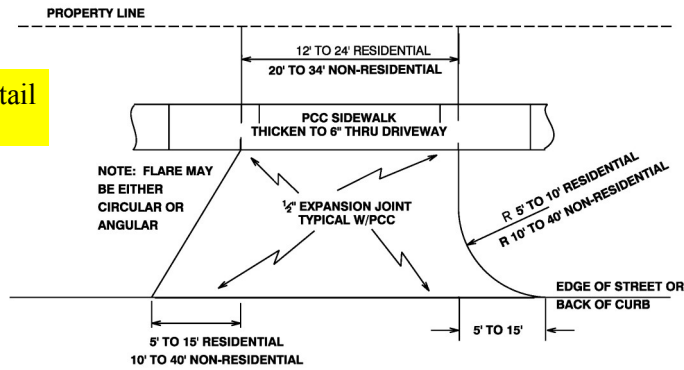 PROPERTY LINE
12' TO 24' RESIDENTIAL
20' TO 34' NON-RESIDENTIAL
tail
PCC SIDEWALK
THICKEN TO 6" THRU DRIVEWAY
NOTE: FLARE MAY
BE EITHER
CIRCULAR OR
ANGULAR
½" EXPANSION JOINT
TYPICAL W/PCC
R 5' TO 10' RESIDENTIAL
R 10' TO 40' NON-RESIDENTIAL
EDGE OF STREET OR
BACK OF CURB
5' TO 15' RESIDENTIAL
10' TO 40' NON-RESIDENTIAL
5' TO 15'